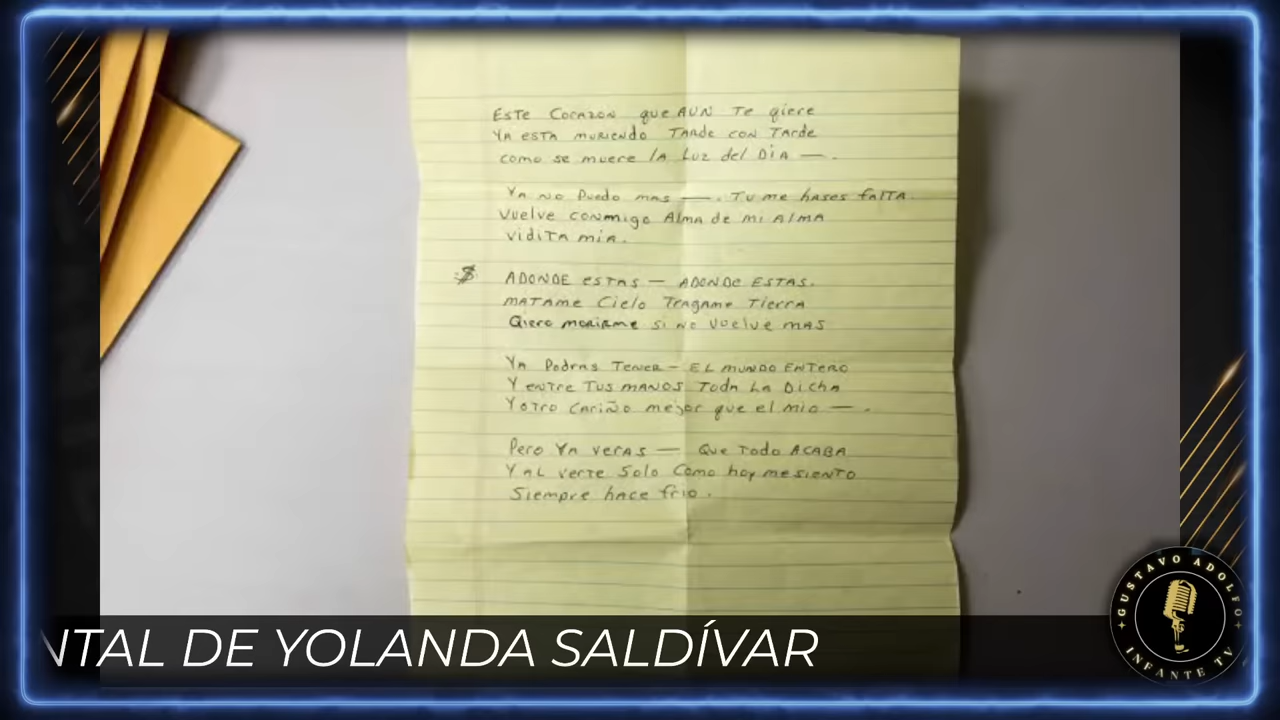 Este Corazon que AUN Te qiere
Ya esta muriendo Tarde con Tarde
como se muere la Luz del Dia — .
Ya no Puedo mas — . Tu me hases falta.
Vuelve conmigo Alma de mi Alma
vidita mia.
$ ADONDE estas — ADONDe ESTAS.
matame Cielo Tragame Tierra
Qiero morirme si no vuelve mas
Ya Podras Tener — EL mundo ENTero
Y entre Tus manos Toda La Dicha
Y otro Cariño mejor que el mio — .
Pero Ya veras — Que Todo ACABA
Y AL verte Solo Como hoy me siento
Siempre hace frio .
NTAL DE YOLANDA SALDÍVAR
GUSTAVO ADOLFO
INFANTE TV